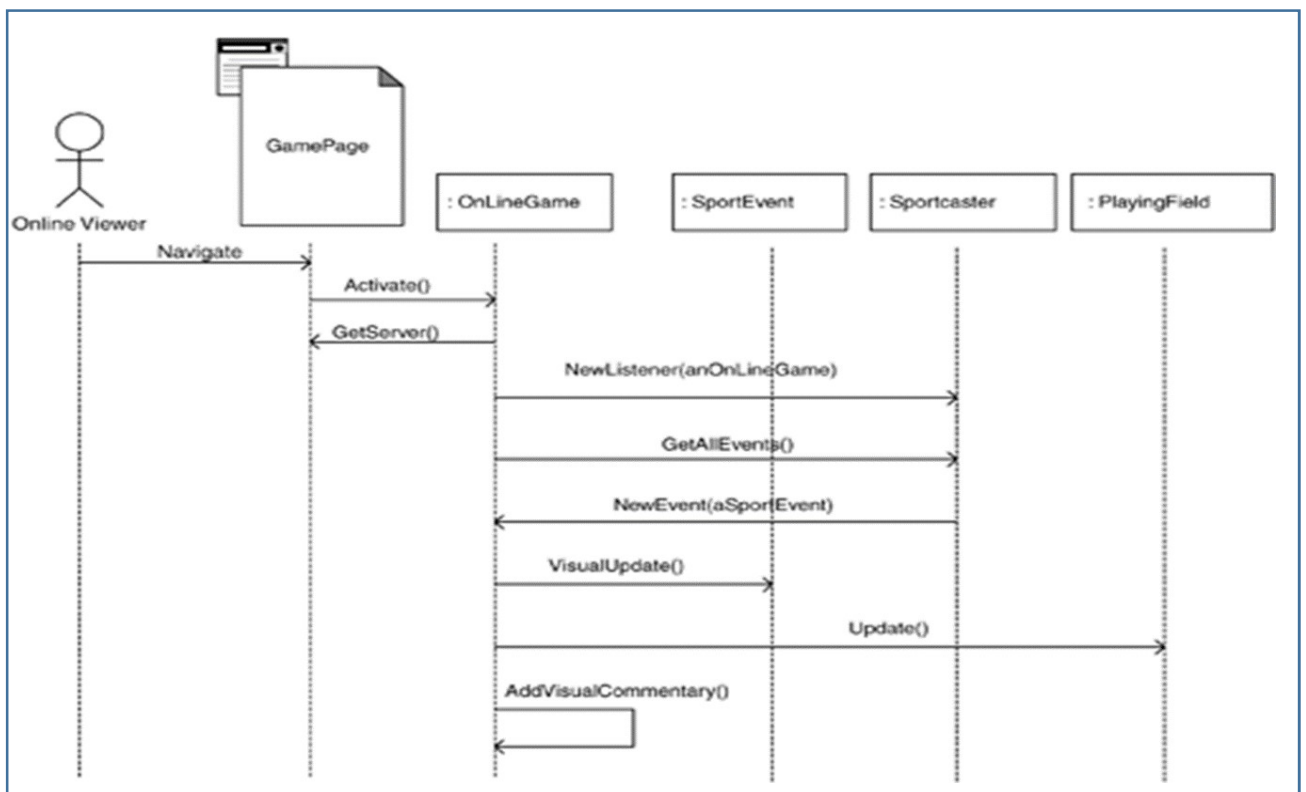 GamePage
: OnLineGame
: SportEvent
: Sportcaster
: PlayingField
Online Viewer
Navigate
Activate()
GetServer()
NewListener(anOnLineGame)
GetAllEvents()
NewEvent(aSportEvent)
VisualUpdate()
Update()
AddVisualCommentary()